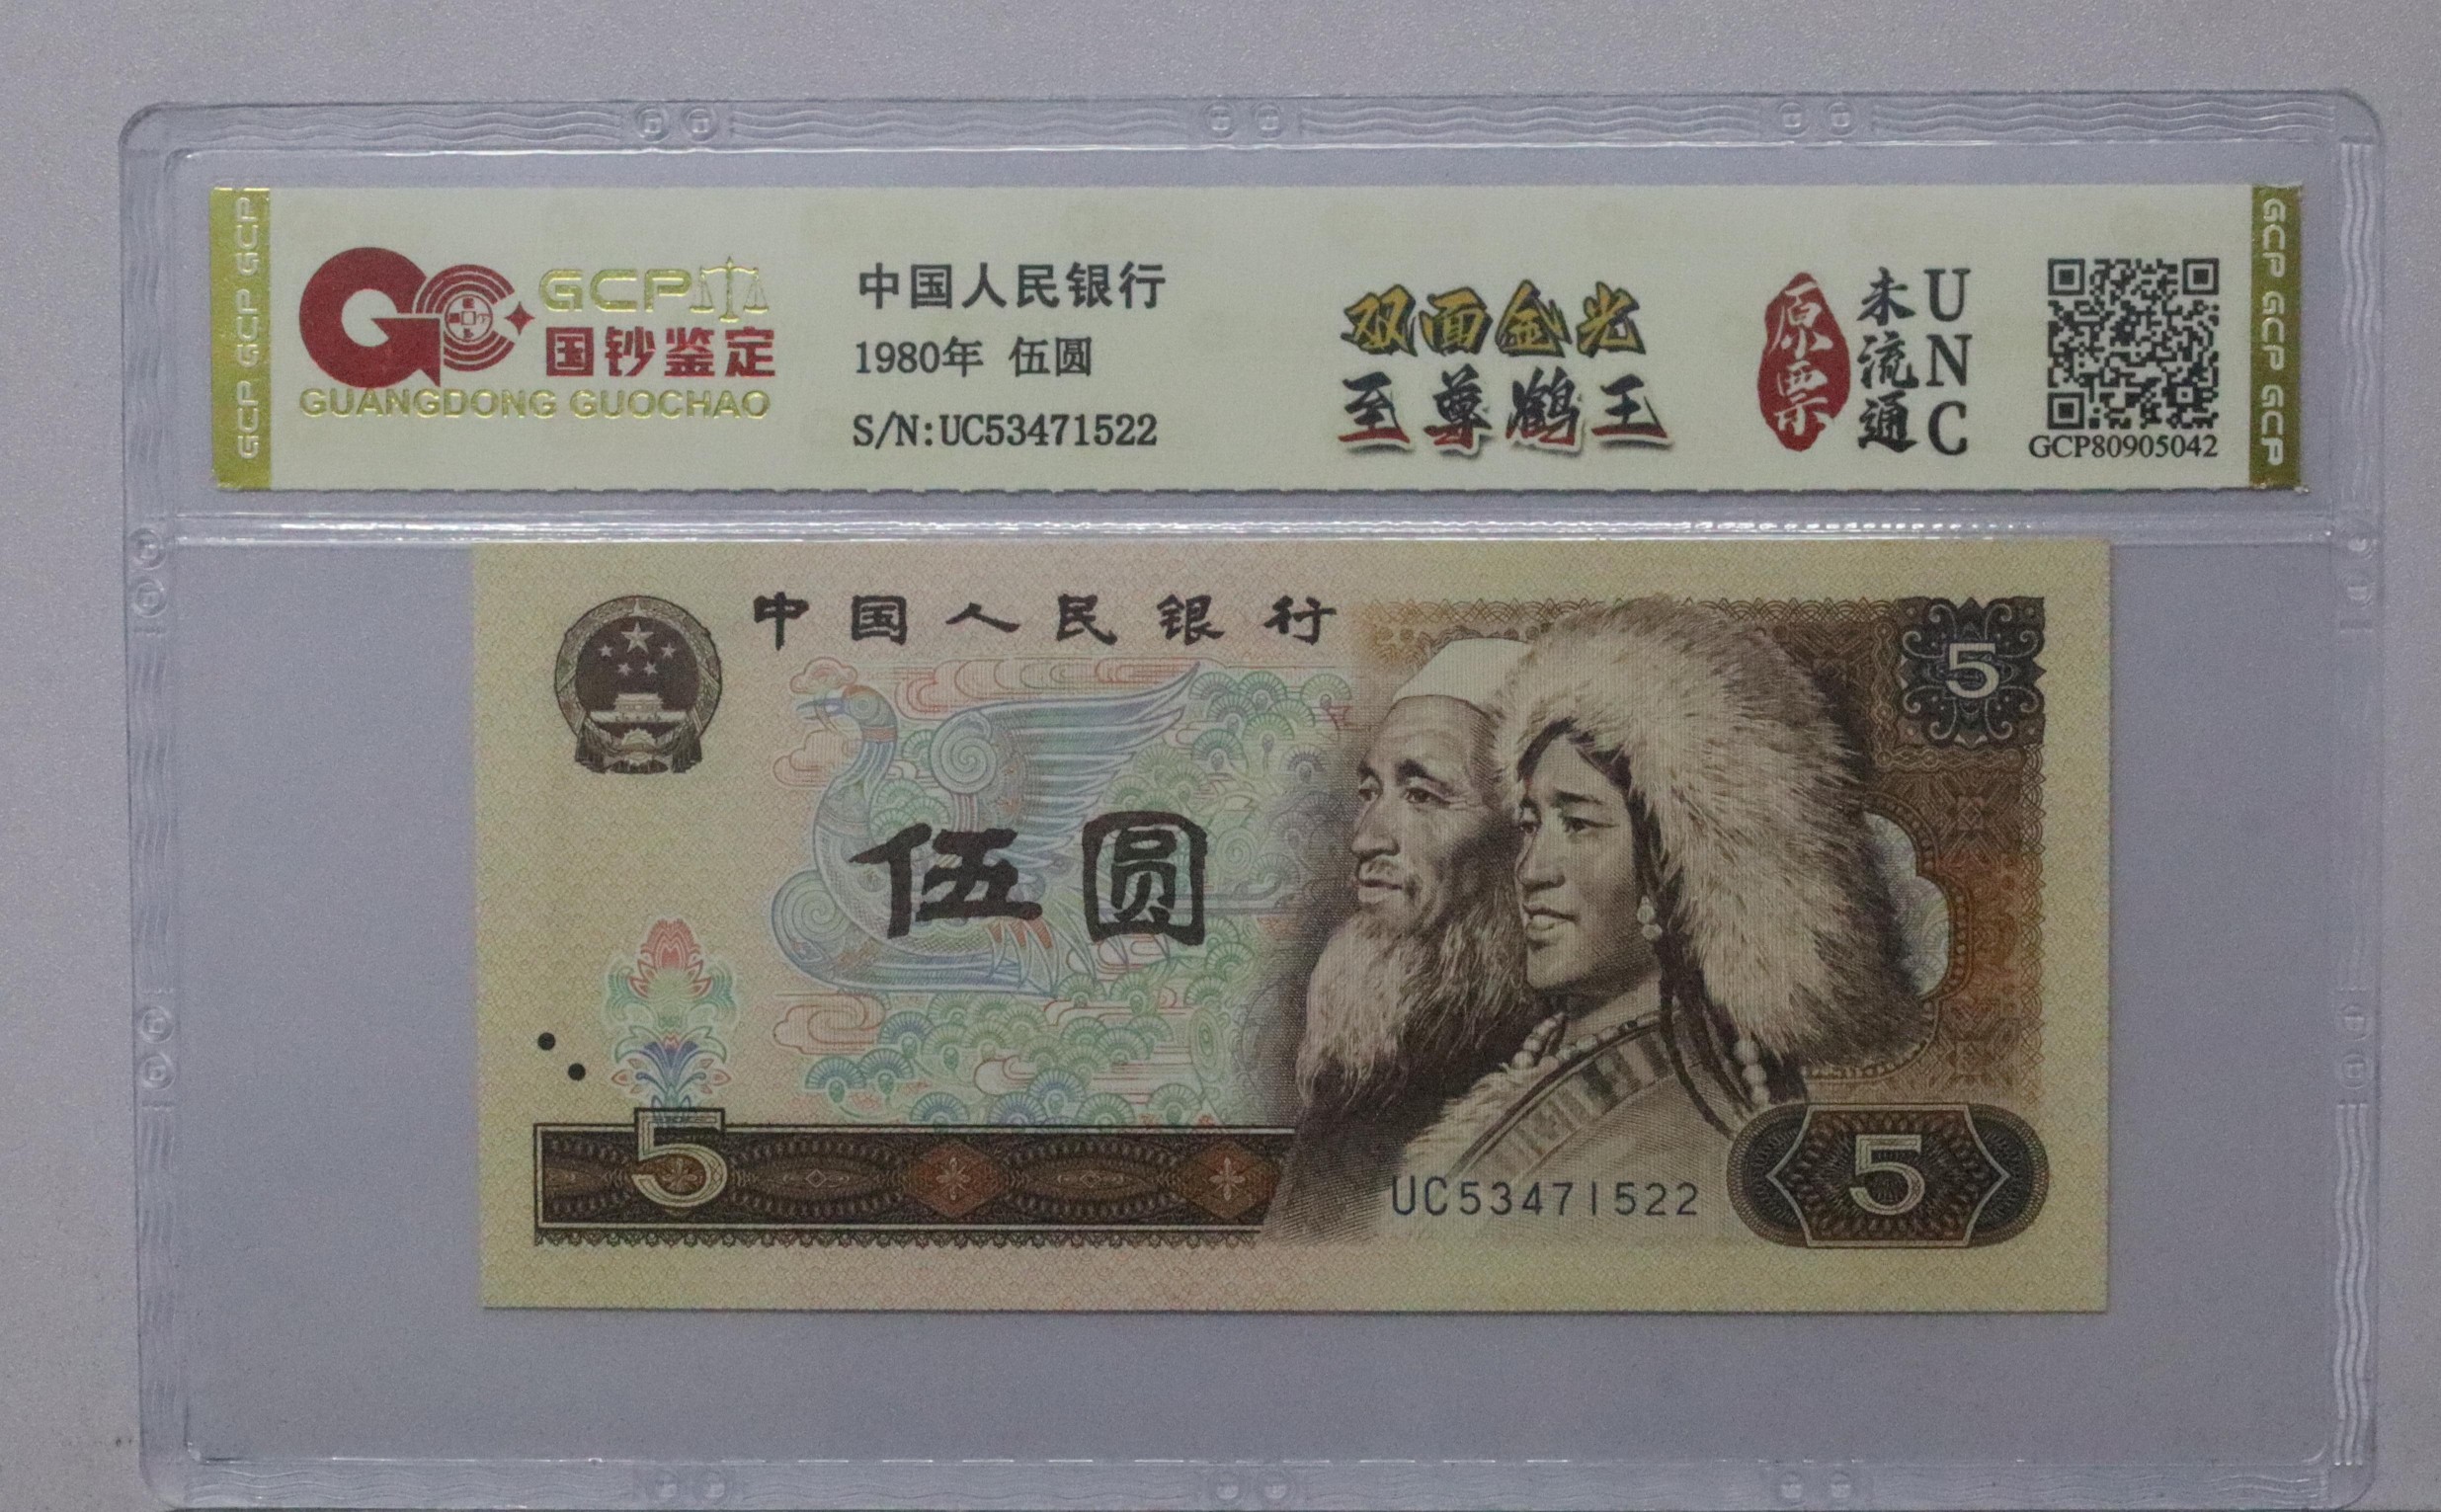 GCP GCP GCP
GCP
国钞鉴定
GUANGDONG GUOCHAO
中国人民银行
1980年 伍圆
S/N:UC53471522
双面金光
至尊鹤王
原票
未流通
UNC
GCP80905042
GCP GCP GCP
中国人民银行
5
伍圆
5
UC53471522
5